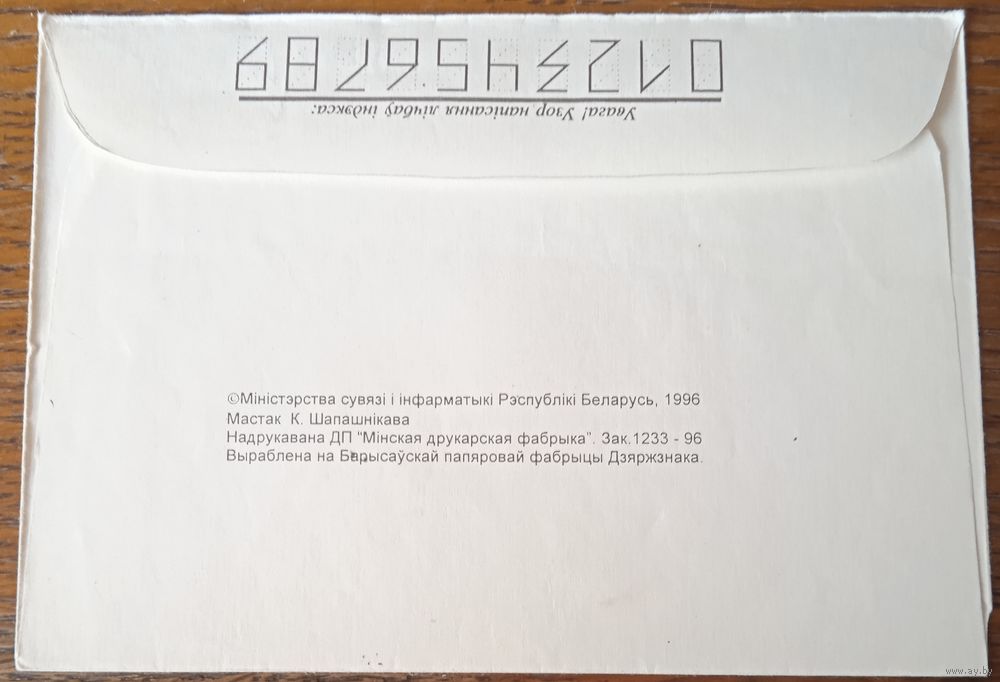 0123456789
Увага! Узор напісання лічбаў індэкса:
©Міністэрства сувязі і інфарматыкі Рэспублікі Беларусь, 1996
Мастак К. Шапашнікава
Надрукавана ДП “Мінская друкарская фабрыка”. Зак.1233 - 96
Выраблена на Барысаўскай папяровай фабрыцы Дзяржзнака.
www.ay.by